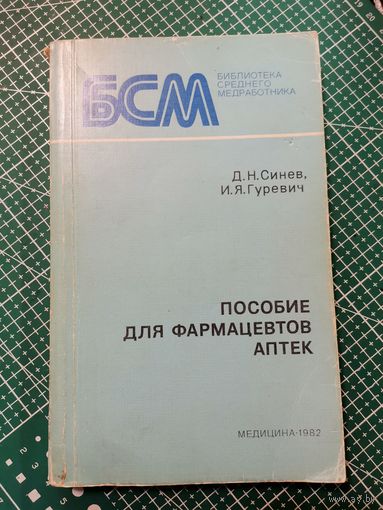 БСМ
БИБЛИОТЕКА
СРЕДНЕГО
МЕДРАБОТНИКА
Д.Н.Синев,
И.Я.Гуревич
ПОСОБИЕ
ДЛЯ ФАРМАЦЕВТОВ
АПТЕК
МЕДИЦИНА·1982